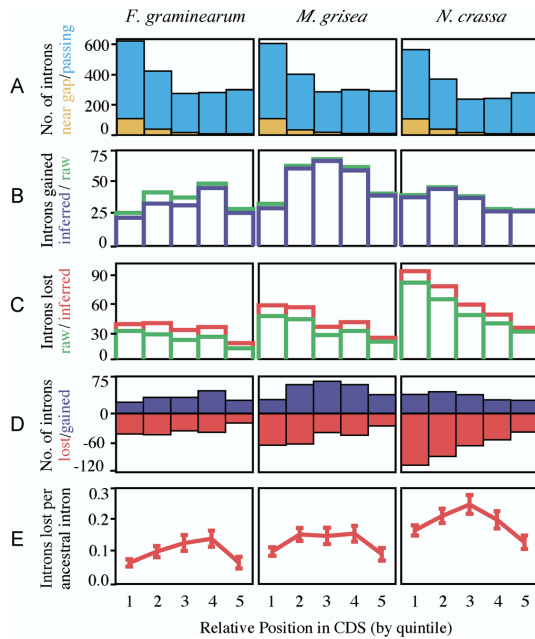 F. graminearum M. grisea N. crassa
A
No. of introns
near gap/passing
600
400
200
0
B
Introns gained
inferred / raw
75
50
25
0
C
Introns lost
raw/ inferred
90
60
30
0
D
No. of introns
lost/gained
75
0
-60
-120
E
Introns lost per
ancestral intron
0.3
0.2
0.1
0.0
1 2 3 4 5 1 2 3 4 5 1 2 3 4 5
Relative Position in CDS (by quintile)